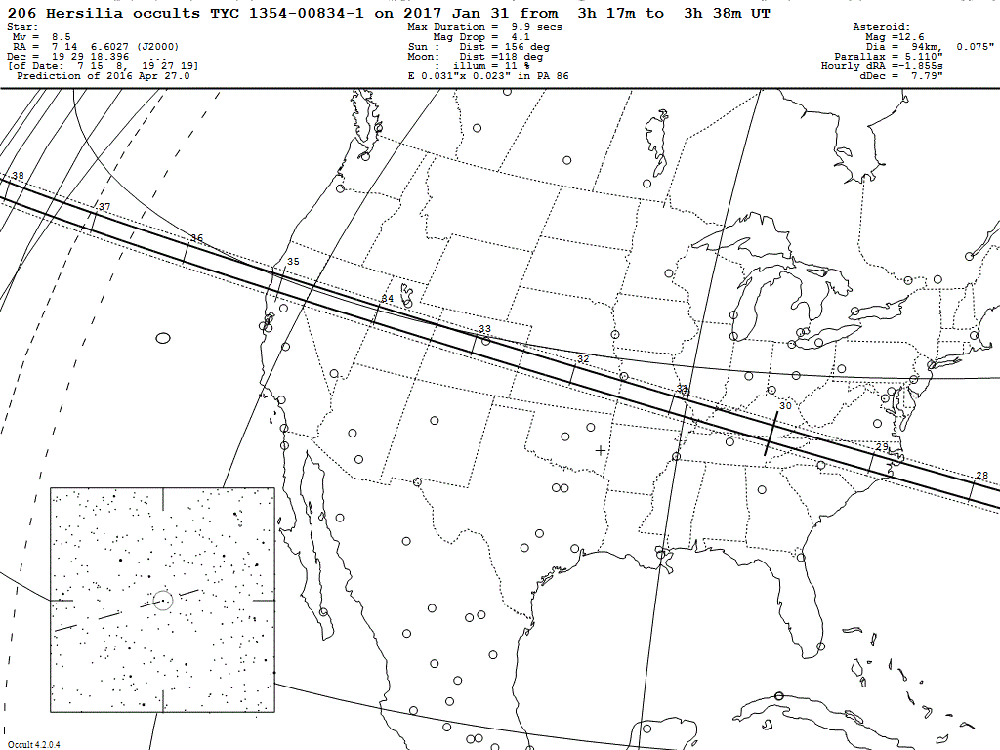 206 Hersilia occults TYC 1354-00834-1 on 2017 Jan 31 from  3h 17m to  3h 38m UT
Star:
Mv =  8.5
RA =  7 14  6.6027 (J2000)
Dec = 19 29 18.396  ...
[of Date:  7 15  8,  19 27 19]
Prediction of 2016 Apr 27.0
Max Duration =  9.9 secs
Mag Drop =  4.1
Sun :   Dist = 156 deg
Moon:   Dist =118 deg
:  illum = 11 %
E 0.031"x 0.023" in PA 86
Asteroid:
Mag =12.6
Dia =  94km,  0.075"
Parallax = 5.110"
Hourly dRA =-1.855s
dDec =  7.79"
38
37
36
35
34
33
32
31
30
29
28
Occult 4.2.0.4